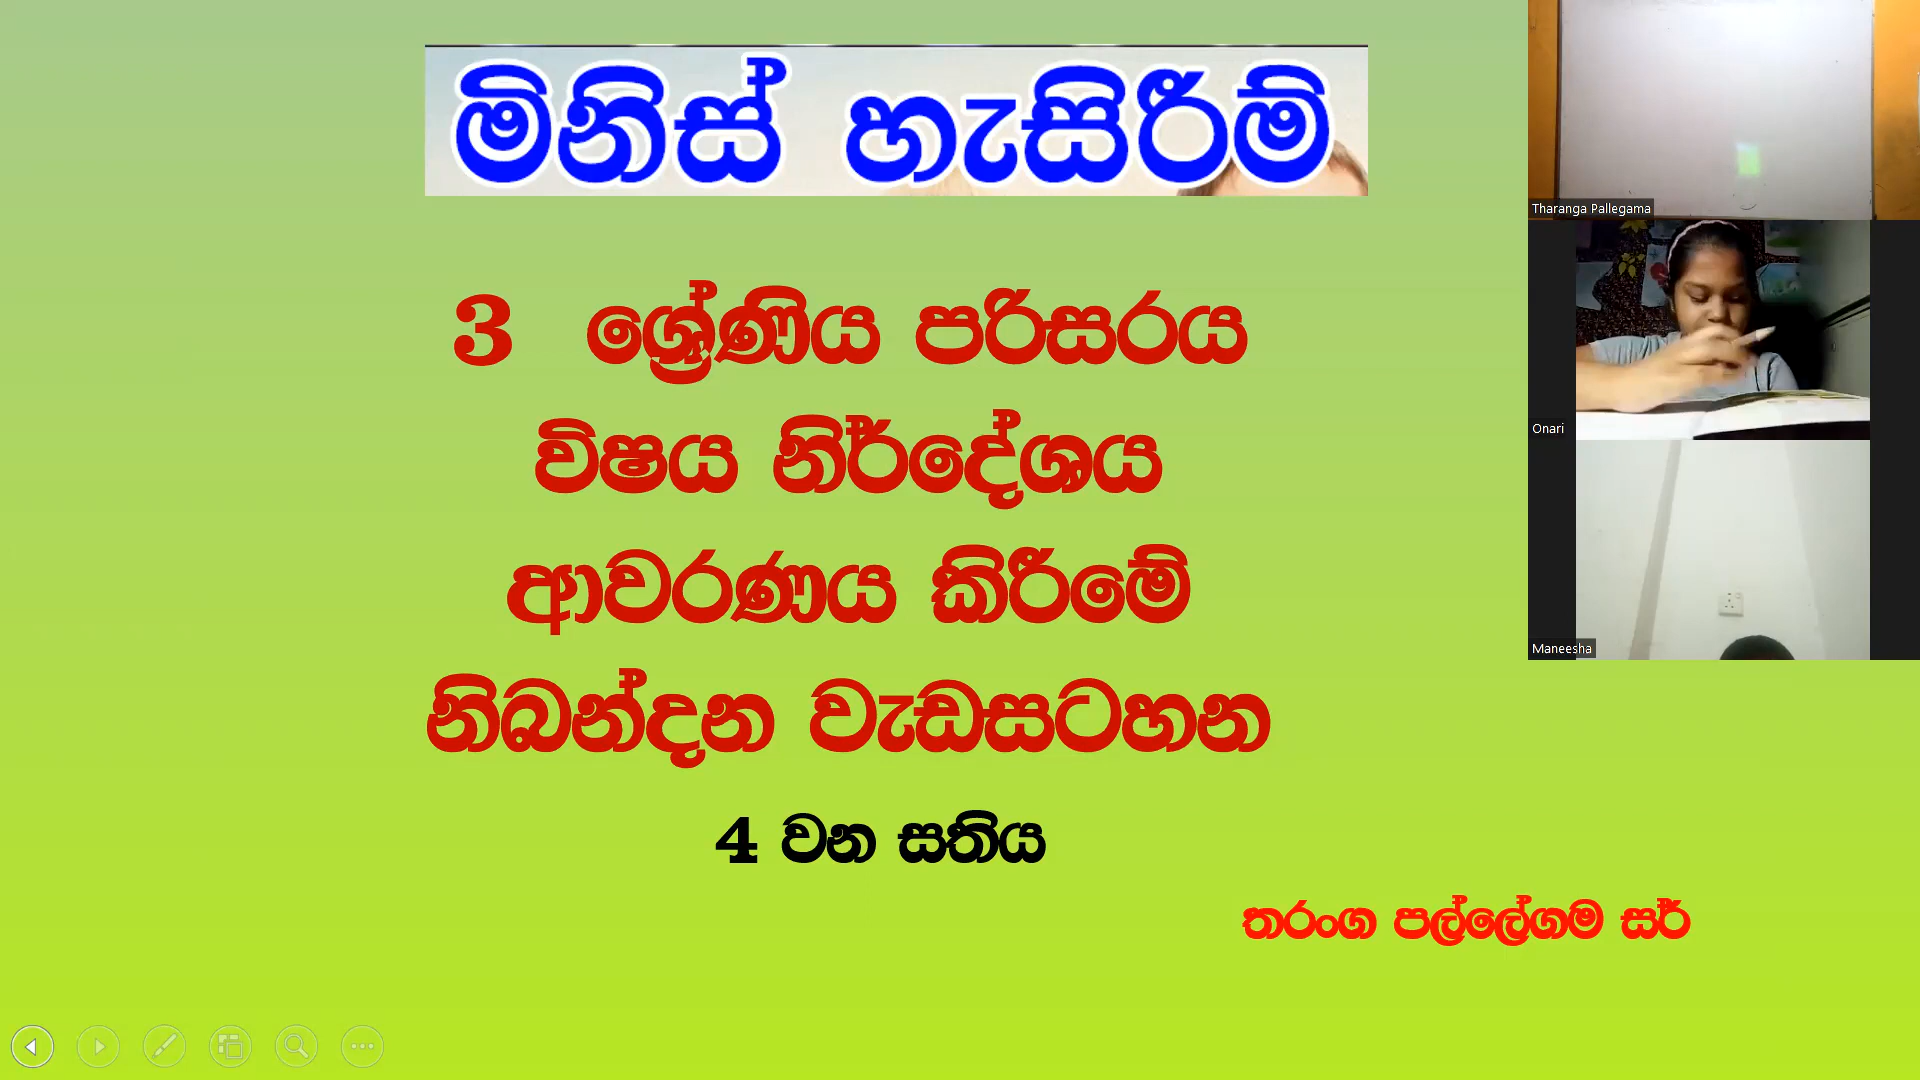 මිනිස් හැසිරීම්
3 ශ්‍රේණිය පරිසරය
විෂය නිර්දේශය
ආවරණය කිරීමේ
නිබන්දන වැඩසටහන
4 වන සතිය
තරංග පල්ලේගම සර්
Tharanga Pallegama
Onari
Maneesha